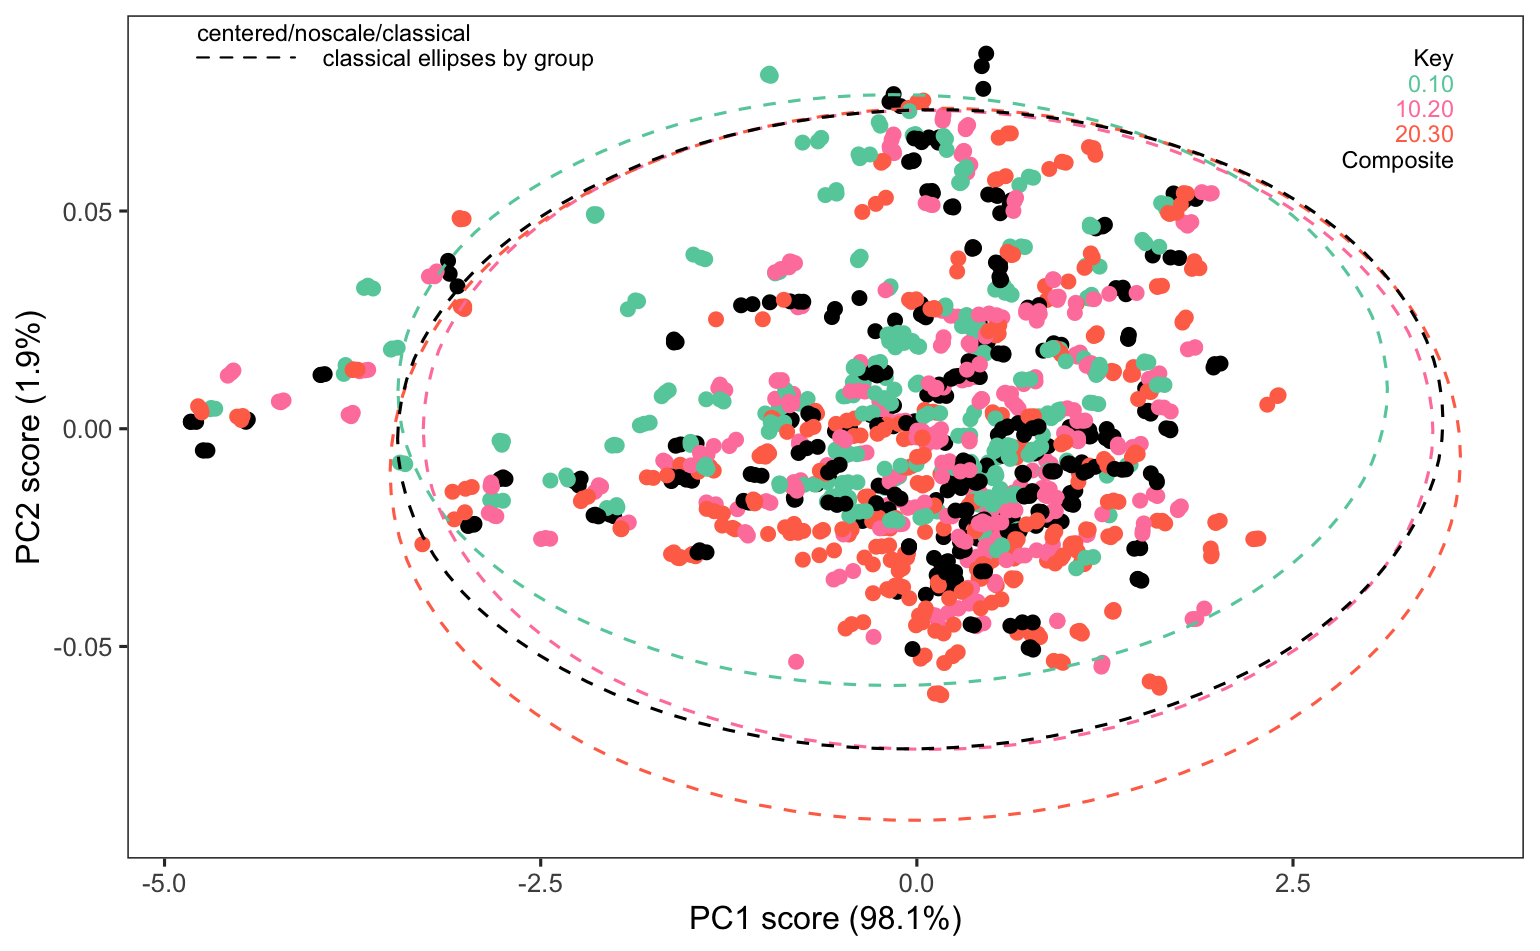 centered/noscale/classical
classical ellipses by group
Key
0.10
10.20
20.30
Composite
0.05
0.00
-0.05
PC2 score (1.9%)
-5.0
-2.5
0.0
2.5
PC1 score (98.1%)